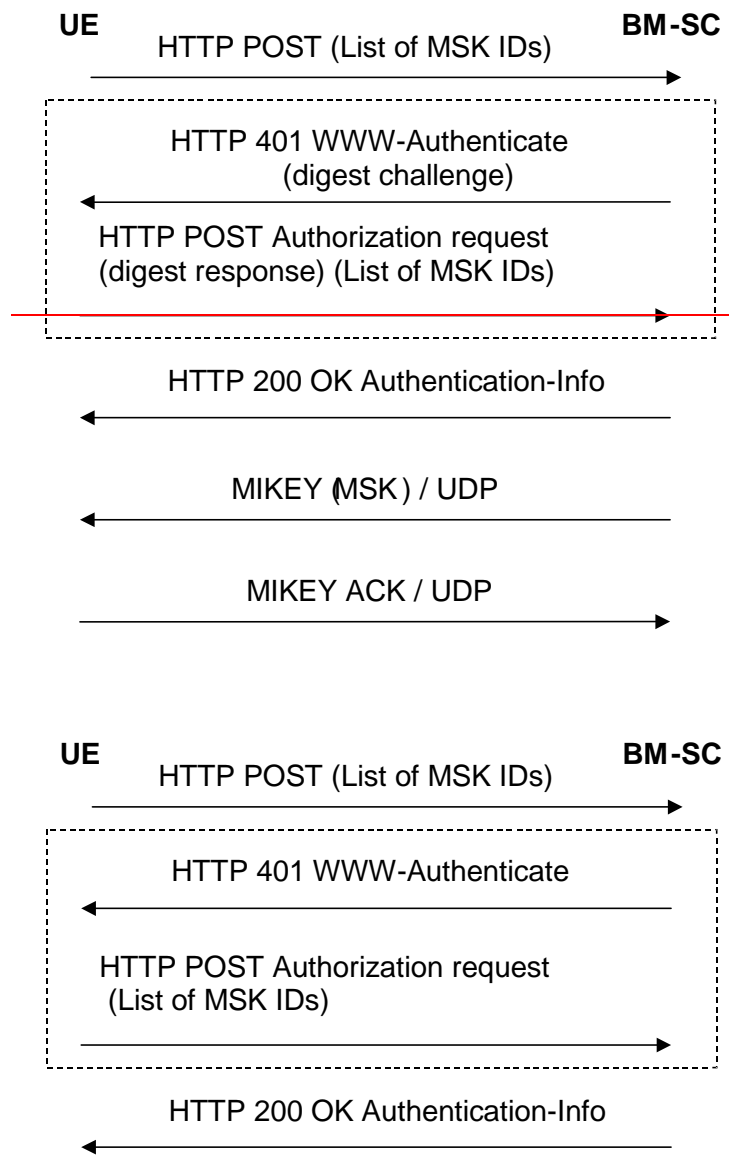 UE BM-SC
HTTP POST (List of MSK IDs)
HTTP 401 WWW-Authenticate
(digest challenge)
HTTP POST Authorization request
(digest response) (List of MSK IDs)
HTTP 200 OK Authentication-Info
MIKEY (MSK) / UDP
MIKEY ACK / UDP
UE BM-SC
HTTP POST (List of MSK IDs)
HTTP 401 WWW-Authenticate
HTTP POST Authorization request
(List of MSK IDs)
HTTP 200 OK Authentication-Info